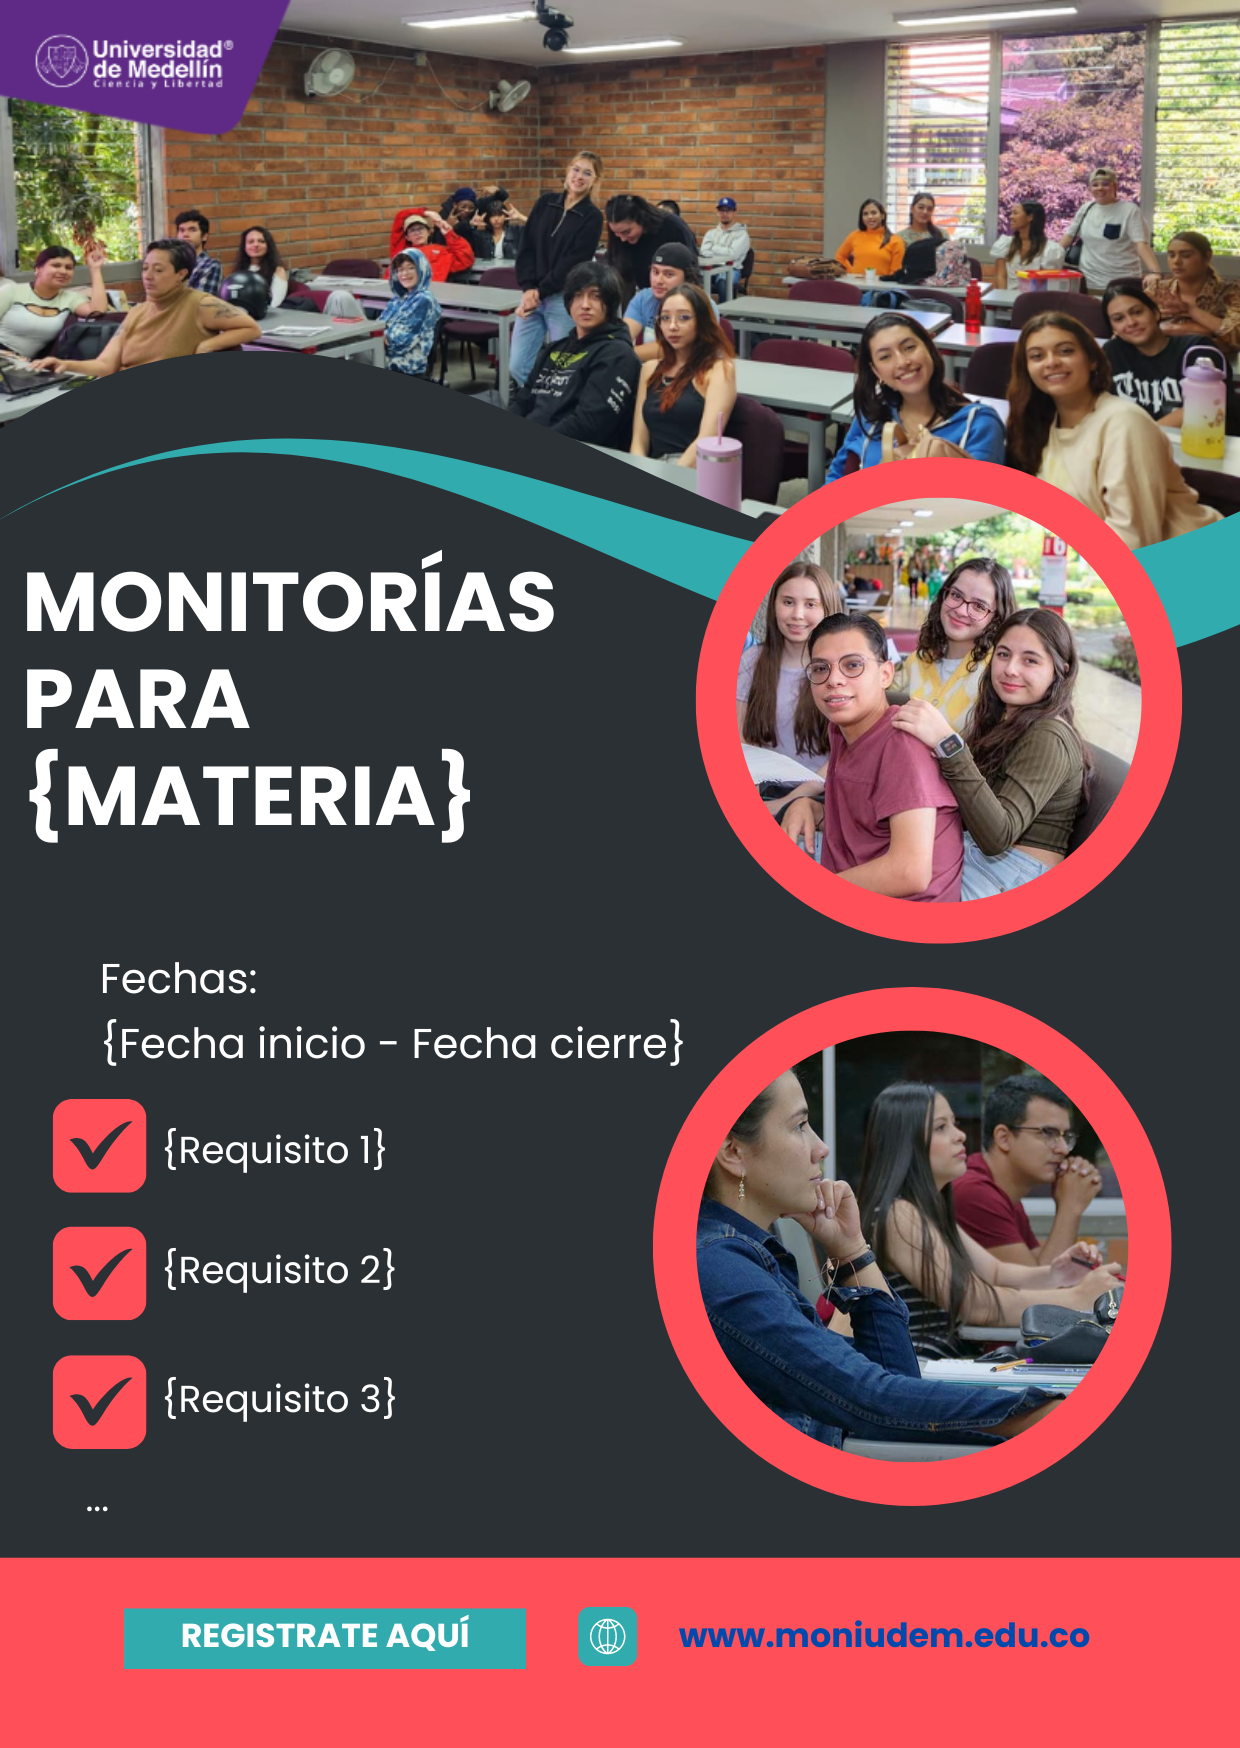 Universidad®
de Medellín
Ciencia y Libertad
MONITORÍAS
PARA
{MATERIA}
Fechas:
{Fecha inicio - Fecha cierre}
{Requisito 1}
{Requisito 2}
{Requisito 3}
...
REGISTRATE AQUÍ
www.moniudem.edu.co